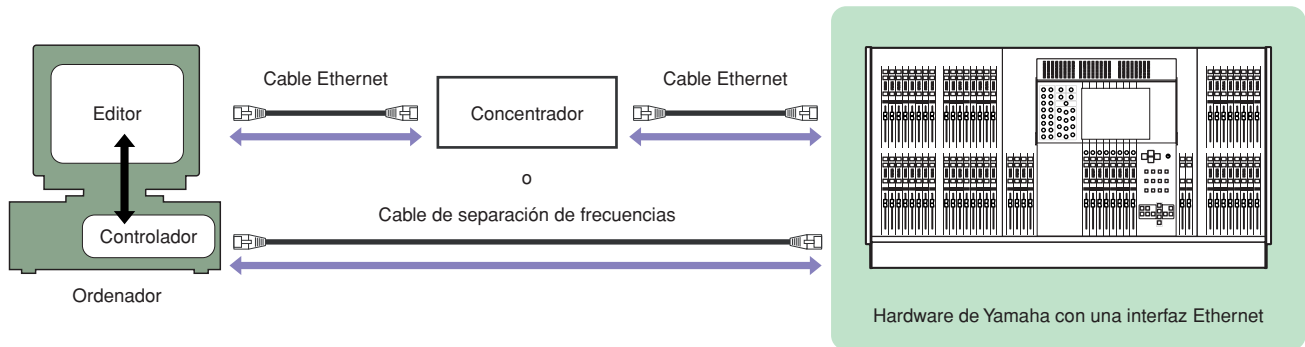 Cable Ethernet
Cable Ethernet
Editor
Concentrador
o
Cable de separación de frecuencias
Controlador
Ordenador
Hardware de Yamaha con una interfaz Ethernet